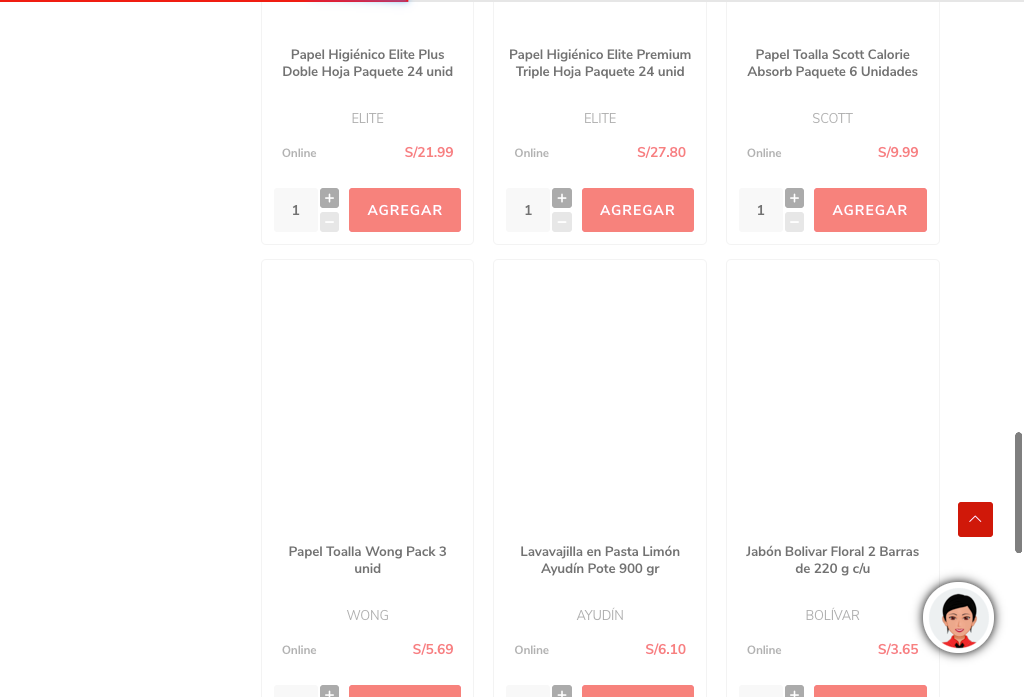 Papel Higiénico Elite Plus
Doble Hoja Paquete 24 unid
ELITE
Online S/21.99
1 + − AGREGAR
Papel Higiénico Elite Premium
Triple Hoja Paquete 24 unid
ELITE
Online S/27.80
1 + − AGREGAR
Papel Toalla Scott Calorie
Absorb Paquete 6 Unidades
SCOTT
Online S/9.99
1 + − AGREGAR
Papel Toalla Wong Pack 3
unid
WONG
Online S/5.69
+
Lavavajilla en Pasta Limón
Ayudín Pote 900 gr
AYUDÍN
Online S/6.10
+
Jabón Bolivar Floral 2 Barras
de 220 g c/u
BOLÍVAR
Online S/3.65
+